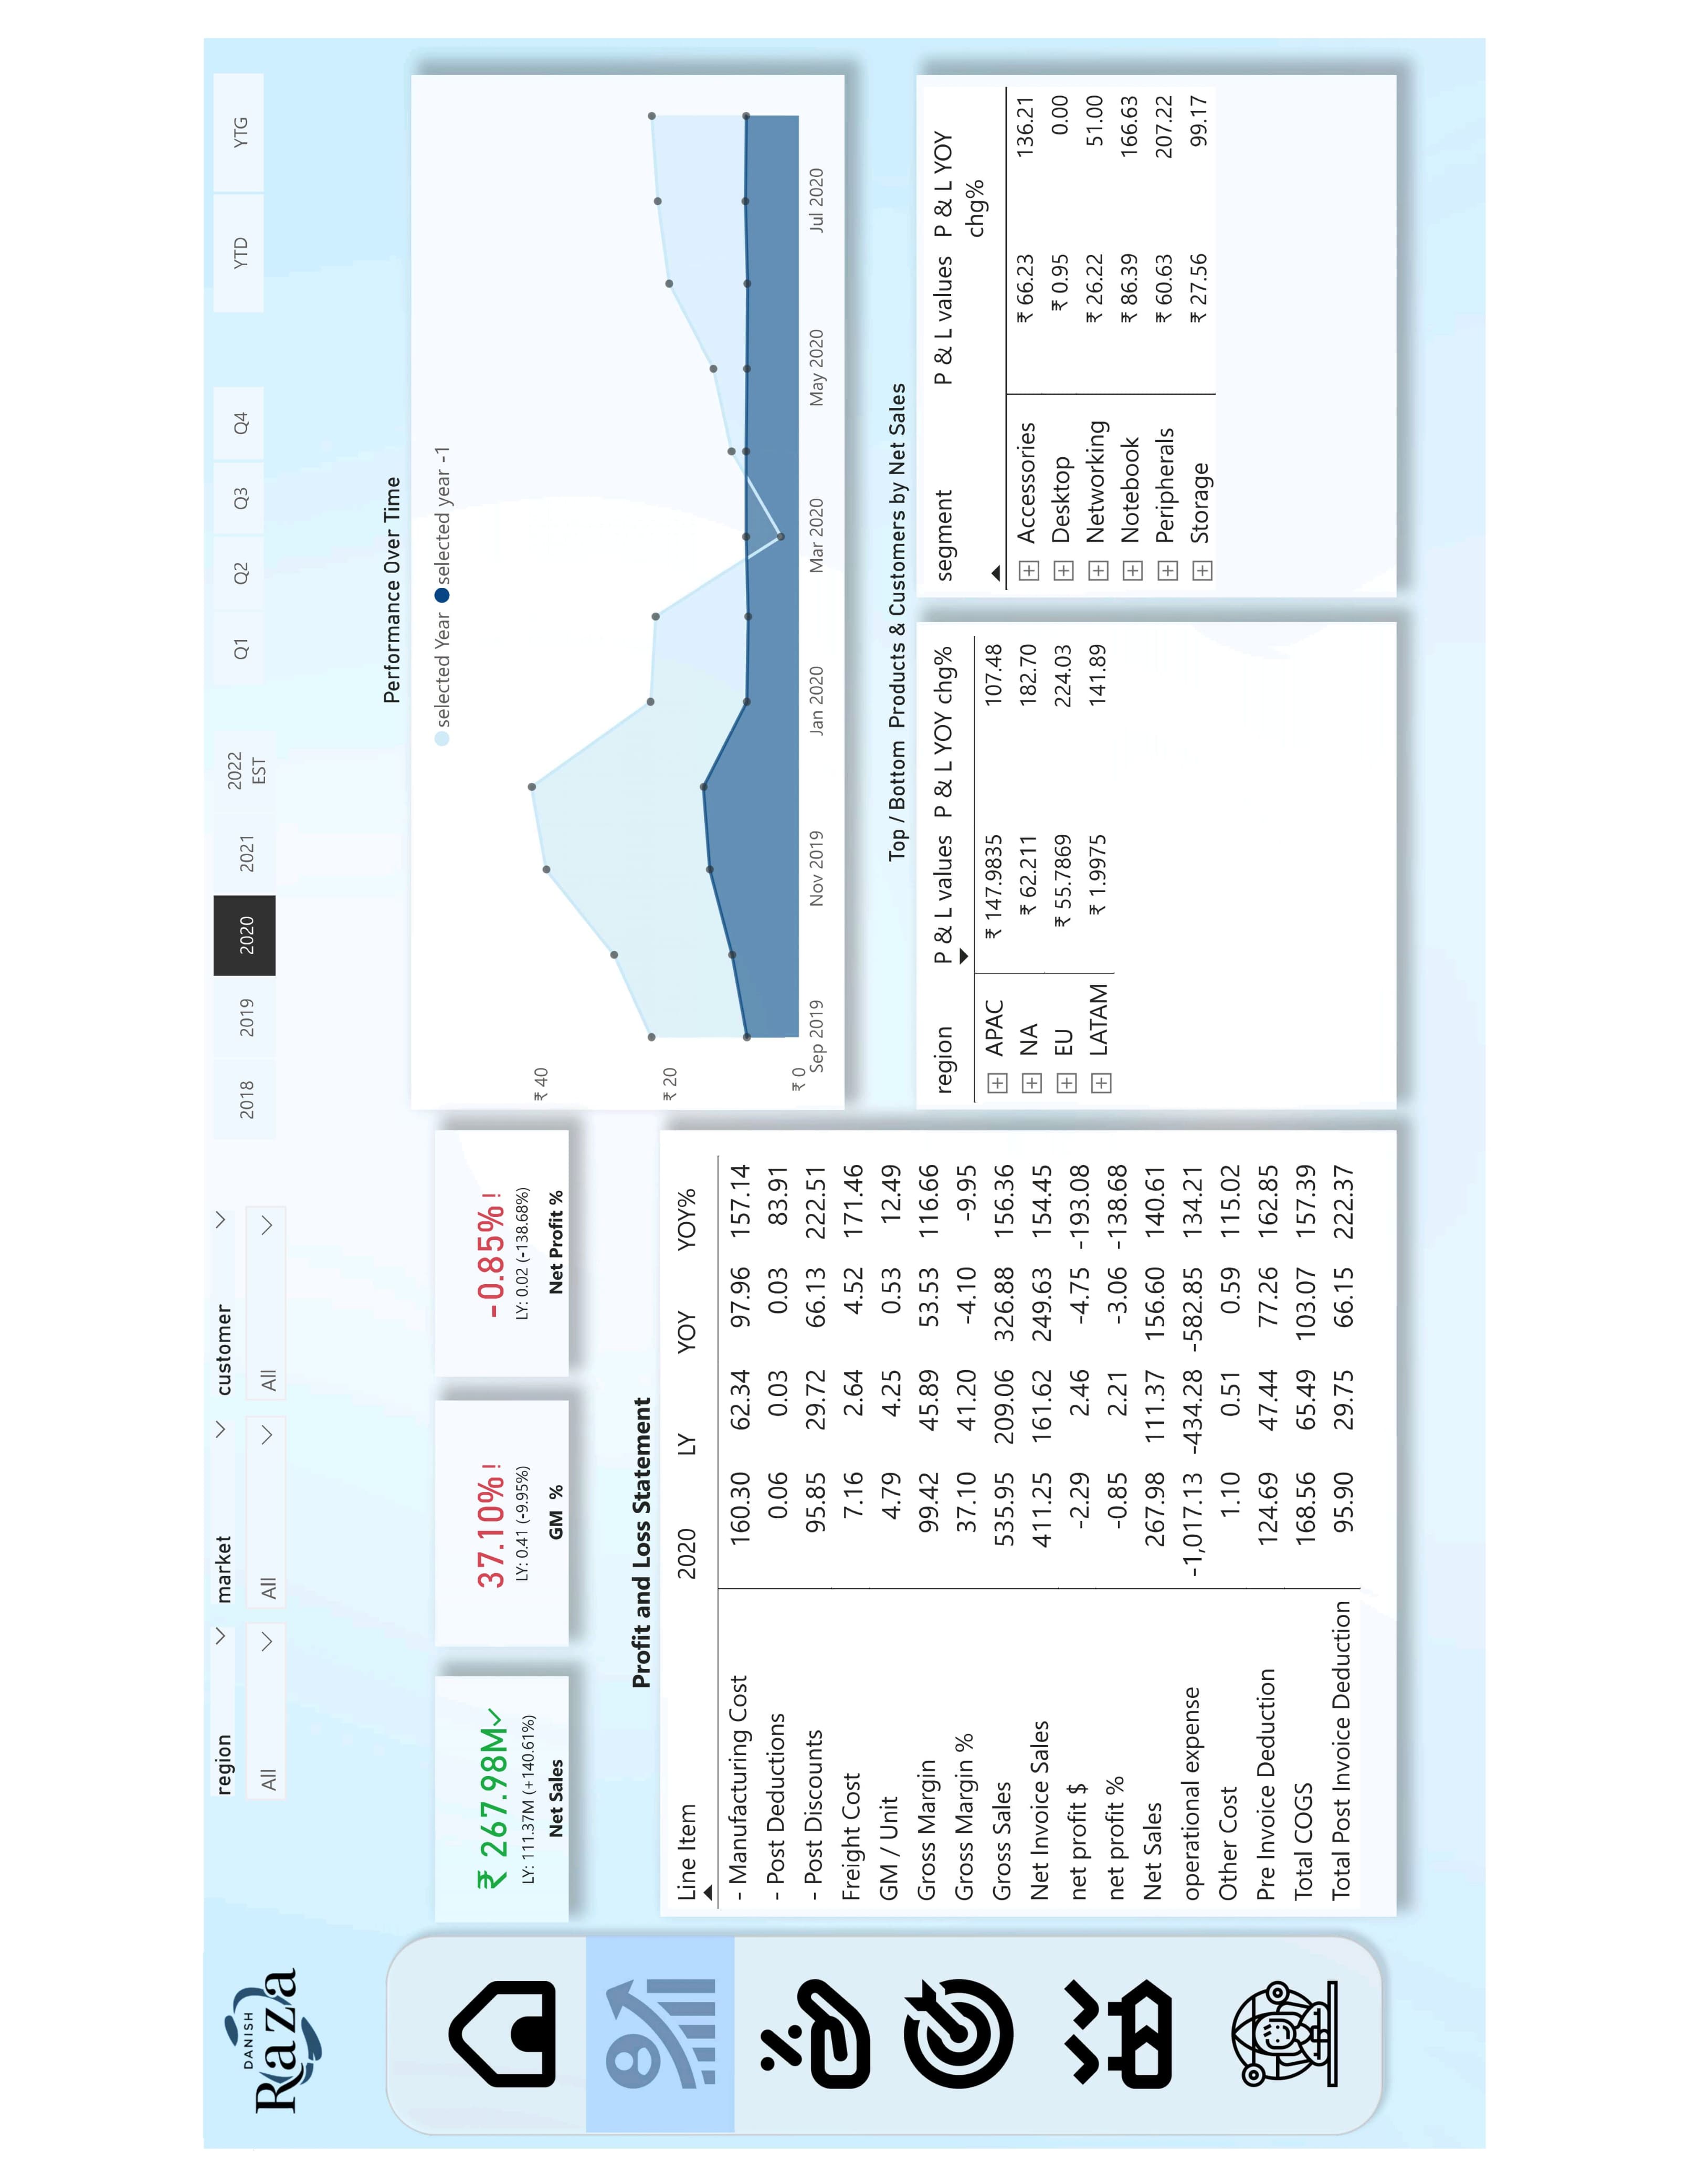 DANISH
Raza
region
All
market
All
customer
All
2018
2019
2020
2021
2022
EST
Q1
Q2
Q3
Q4
YTD
YTG
₹ 267.98M✓
LY: 111.37M (+140.61%)
Net Sales
37.10% !
LY: 0.41 (-9.95%)
GM %
-0.85% !
LY: 0.02 (-138.68%)
Net Profit %
Profit and Loss Statement
Line Item 2020 LY YOY YOY%
- Manufacturing Cost 160.30 62.34 97.96 157.14
- Post Deductions 0.06 0.03 0.03 83.91
- Post Discounts 95.85 29.72 66.13 222.51
Freight Cost 7.16 2.64 4.52 171.46
GM / Unit 4.79 4.25 0.53 12.49
Gross Margin 99.42 45.89 53.53 116.66
Gross Margin % 37.10 41.20 -4.10 -9.95
Gross Sales 535.95 209.06 326.88 156.36
Net Invoice Sales 411.25 161.62 249.63 154.45
net profit $ -2.29 2.46 -4.75 -193.08
net profit % -0.85 2.21 -3.06 -138.68
Net Sales 267.98 111.37 156.60 140.61
operational expense -1,017.13 -434.28 -582.85 134.21
Other Cost 1.10 0.51 0.59 115.02
Pre Invoice Deduction 124.69 47.44 77.26 162.85
Total COGS 168.56 65.49 103.07 157.39
Total Post Invoice Deduction 95.90 29.75 66.15 222.37
Performance Over Time
selected Year selected year -1
₹ 40
₹ 20
₹ 0
Sep 2019 Nov 2019 Jan 2020 Mar 2020 May 2020 Jul 2020
Top / Bottom Products & Customers by Net Sales
region P & L values P & L YOY chg%
APAC ₹ 147.9835 107.48
NA ₹ 62.211 182.70
EU ₹ 55.7869 224.03
LATAM ₹ 1.9975 141.89
segment P & L values P & L YOY
chg%
Accessories ₹ 66.23 136.21
Desktop ₹ 0.95 0.00
Networking ₹ 26.22 51.00
Notebook ₹ 86.39 166.63
Peripherals ₹ 60.63 207.22
Storage ₹ 27.56 99.17